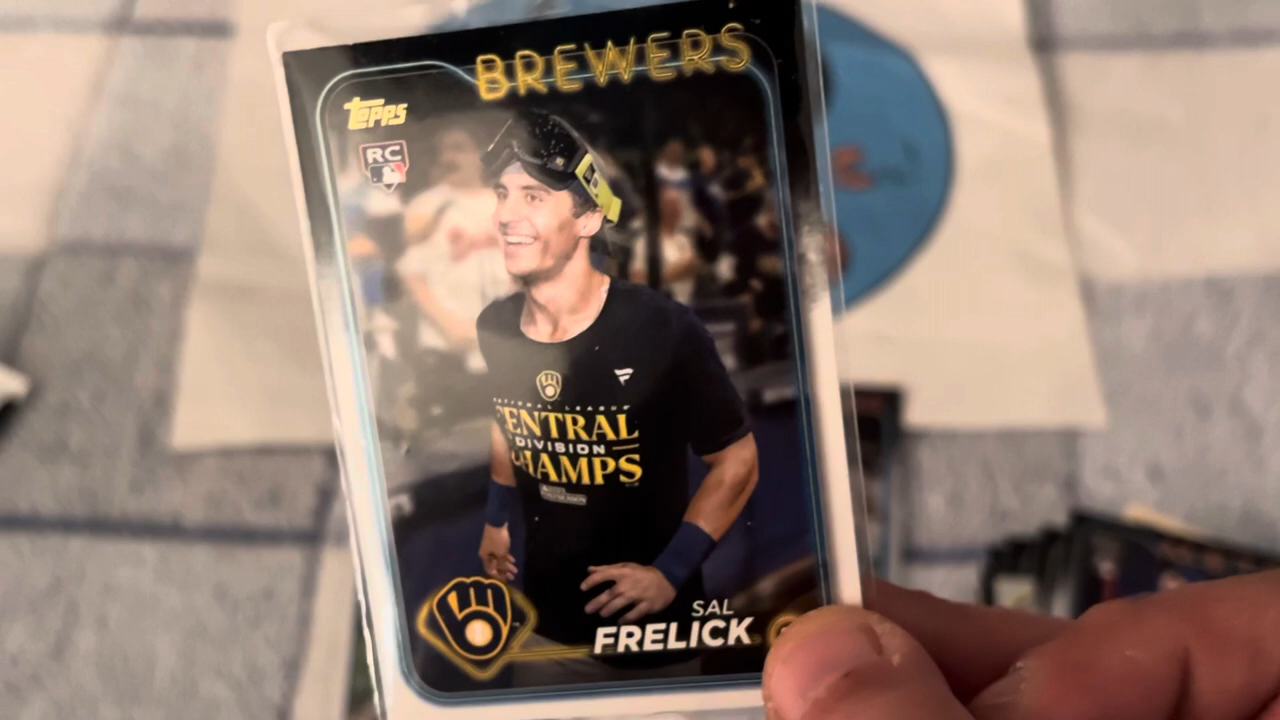 BREWERS
Topps
RC
NATIONAL LEAGUE
CENTRAL
DIVISION
CHAMPS
SAL
FRELICK